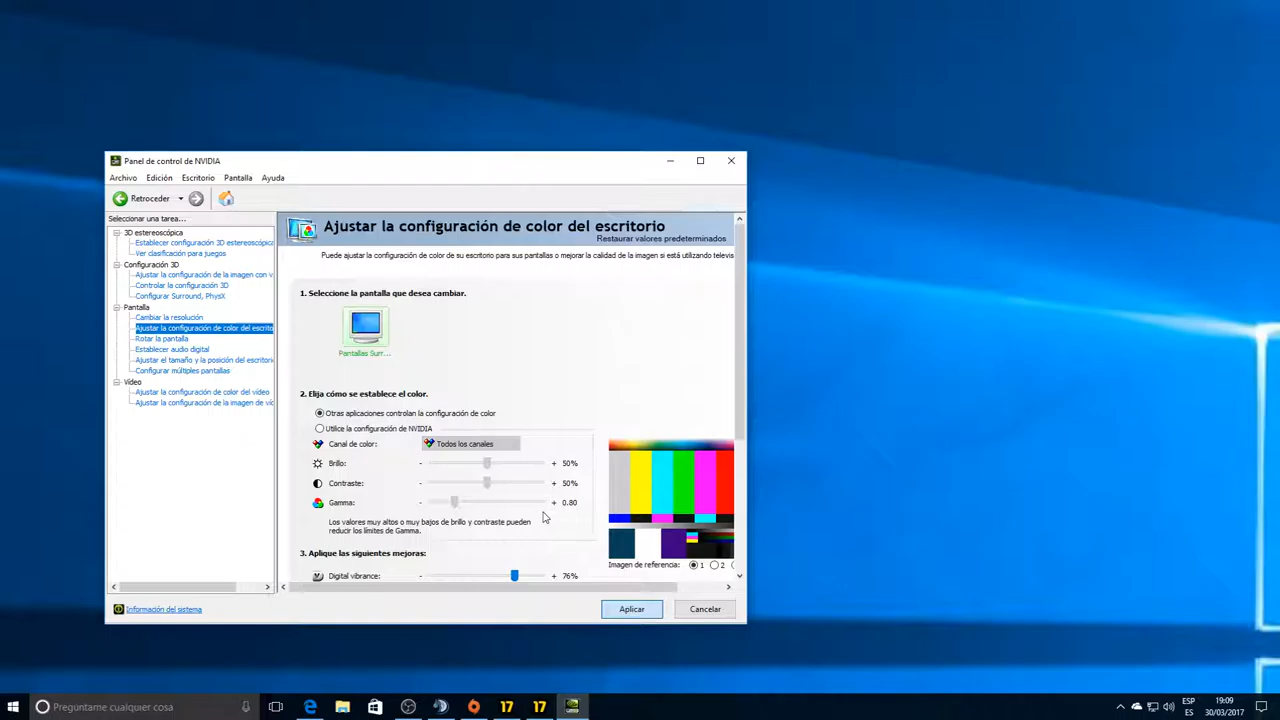 Panel de control de NVIDIA
Archivo Edición Escritorio Pantalla Ayuda
Retroceder
Seleccionar una tarea...
3D estereoscópica
Establecer configuración 3D estereoscópica
Ver clasificación para juegos
Configuración 3D
Ajustar la configuración de la imagen con v
Controlar la configuración 3D
Configurar Surround, PhysX
Pantalla
Cambiar la resolución
Ajustar la configuración de color del escrito
Rotar la pantalla
Establecer audio digital
Ajustar el tamaño y la posición del escritori
Configurar múltiples pantallas
Vídeo
Ajustar la configuración de color del vídeo
Ajustar la configuración de la imagen de víd
Información del sistema
Ajustar la configuración de color del escritorio
Restaurar valores predeterminados
Puede ajustar la configuración de color de su escritorio para sus pantallas o mejorar la calidad de la imagen si está utilizando televis
1. Seleccione la pantalla que desea cambiar.
Pantallas Surr...
2. Elija cómo se establece el color.
Otras aplicaciones controlan la configuración de color
Utilice la configuración de NVIDIA
Canal de color: Todos los canales
Brillo: - + 50%
Contraste: - + 50%
Gamma: - + 0.80
Los valores muy altos o muy bajos de brillo y contraste pueden
reducir los límites de Gamma.
Imagen de referencia: 1 2
3. Aplique las siguientes mejoras:
Digital vibrance: - + 76%
Aplicar Cancelar
Pregúntame cualquier cosa
17 17
ESP 19:09
ES 30/03/2017